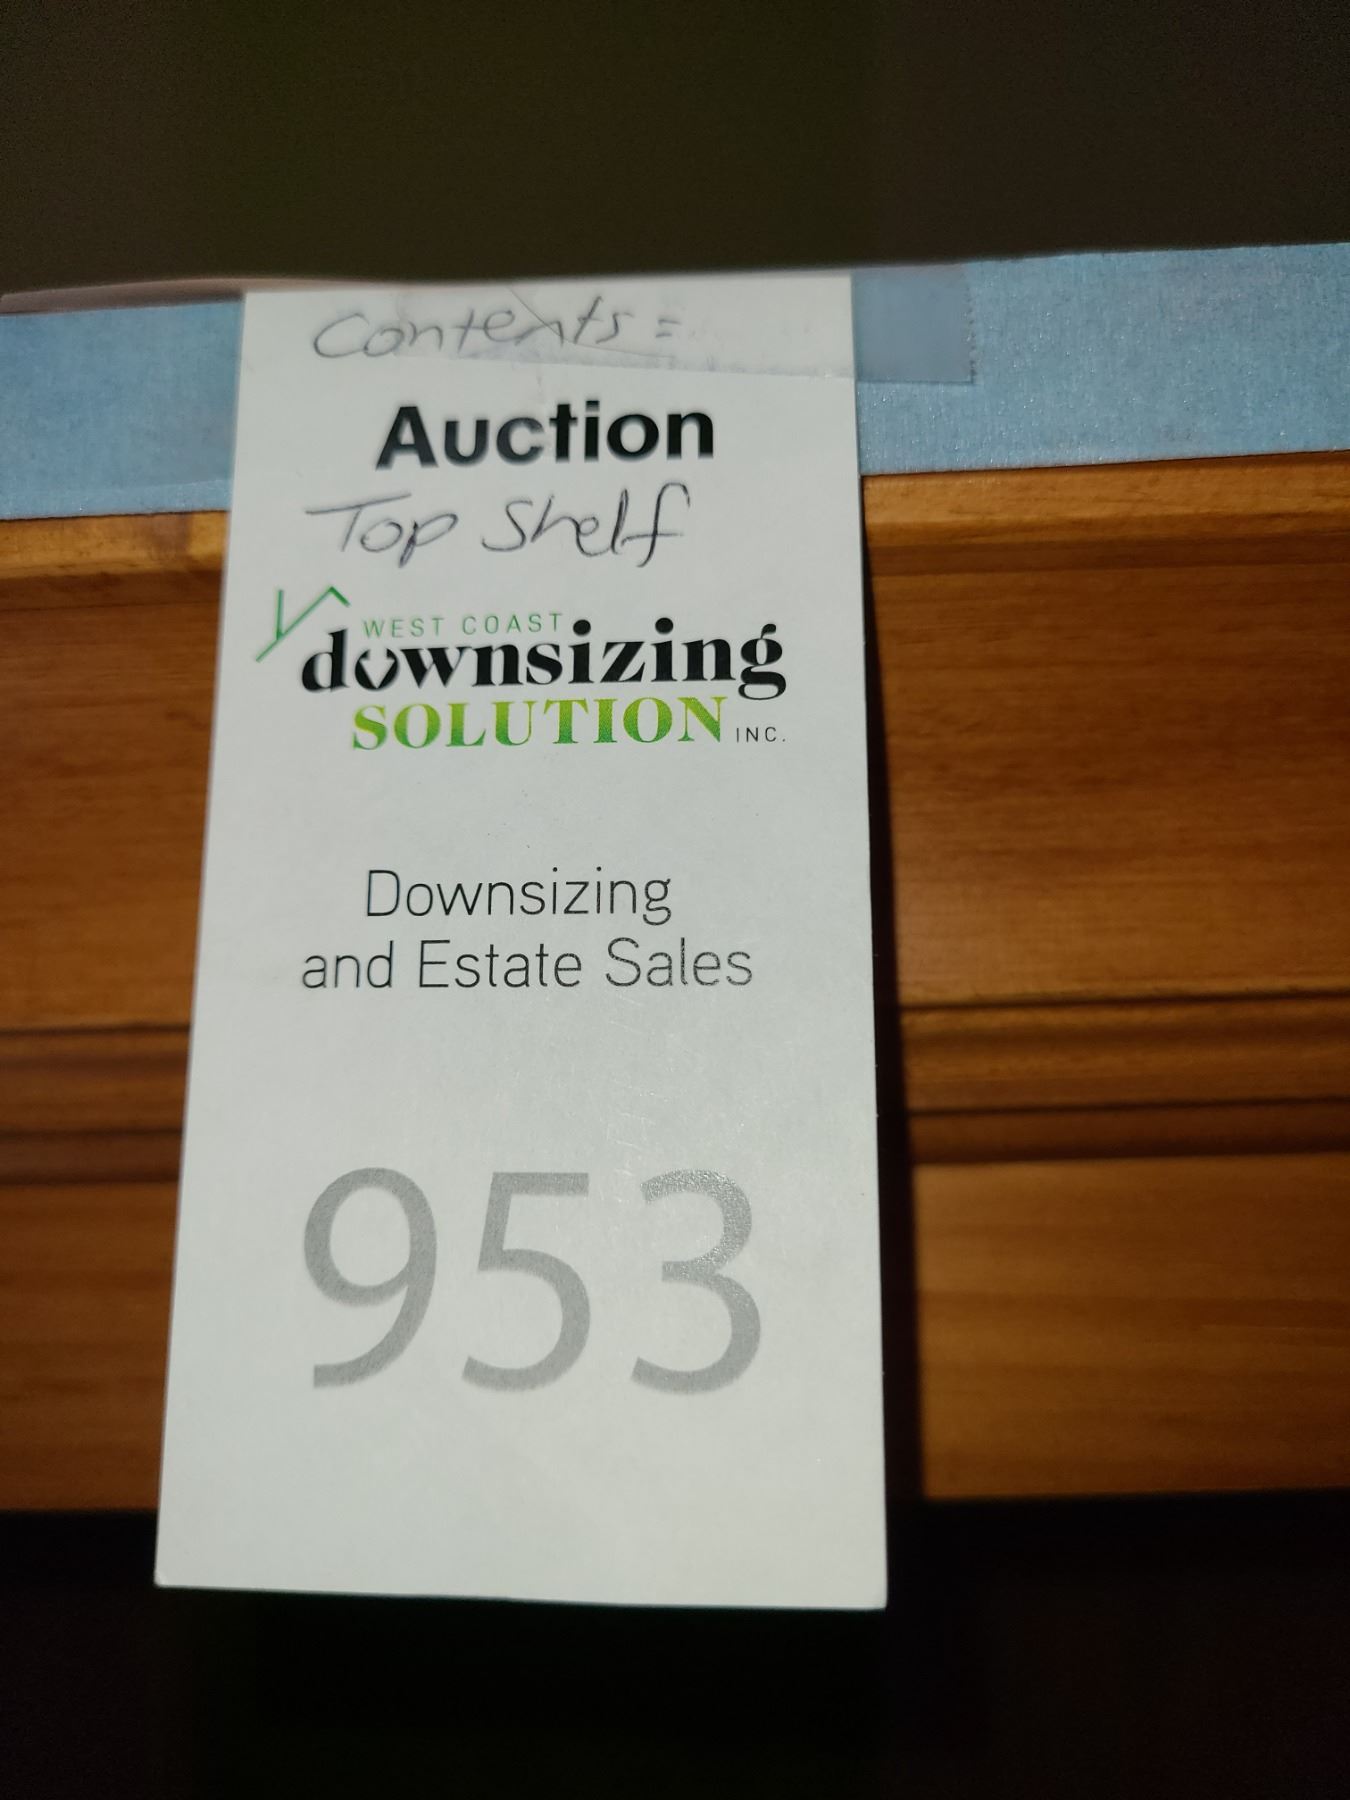 Contents =
Auction
Top Shelf
WEST COAST
downsizing
SOLUTION INC.
Downsizing
and Estate Sales
953